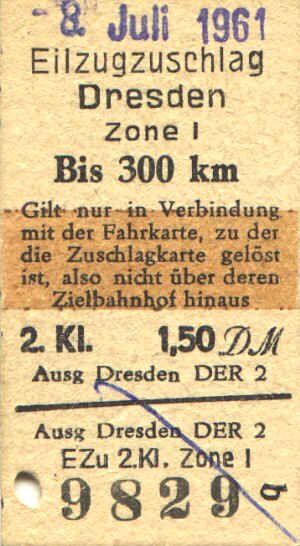 8. Juli 1961
Eilzugzuschlag
Dresden
Zone I
Bis 300 km
Gilt nur in Verbindung
mit der Fahrkarte, zu der
die Zuschlagkarte gelöst
ist, also nicht über deren
Zielbahnhof hinaus
2. Kl. 1,50 DM
Ausg Dresden DER 2
Ausg Dresden DER 2
EZu 2.Kl. Zone I
9829 b